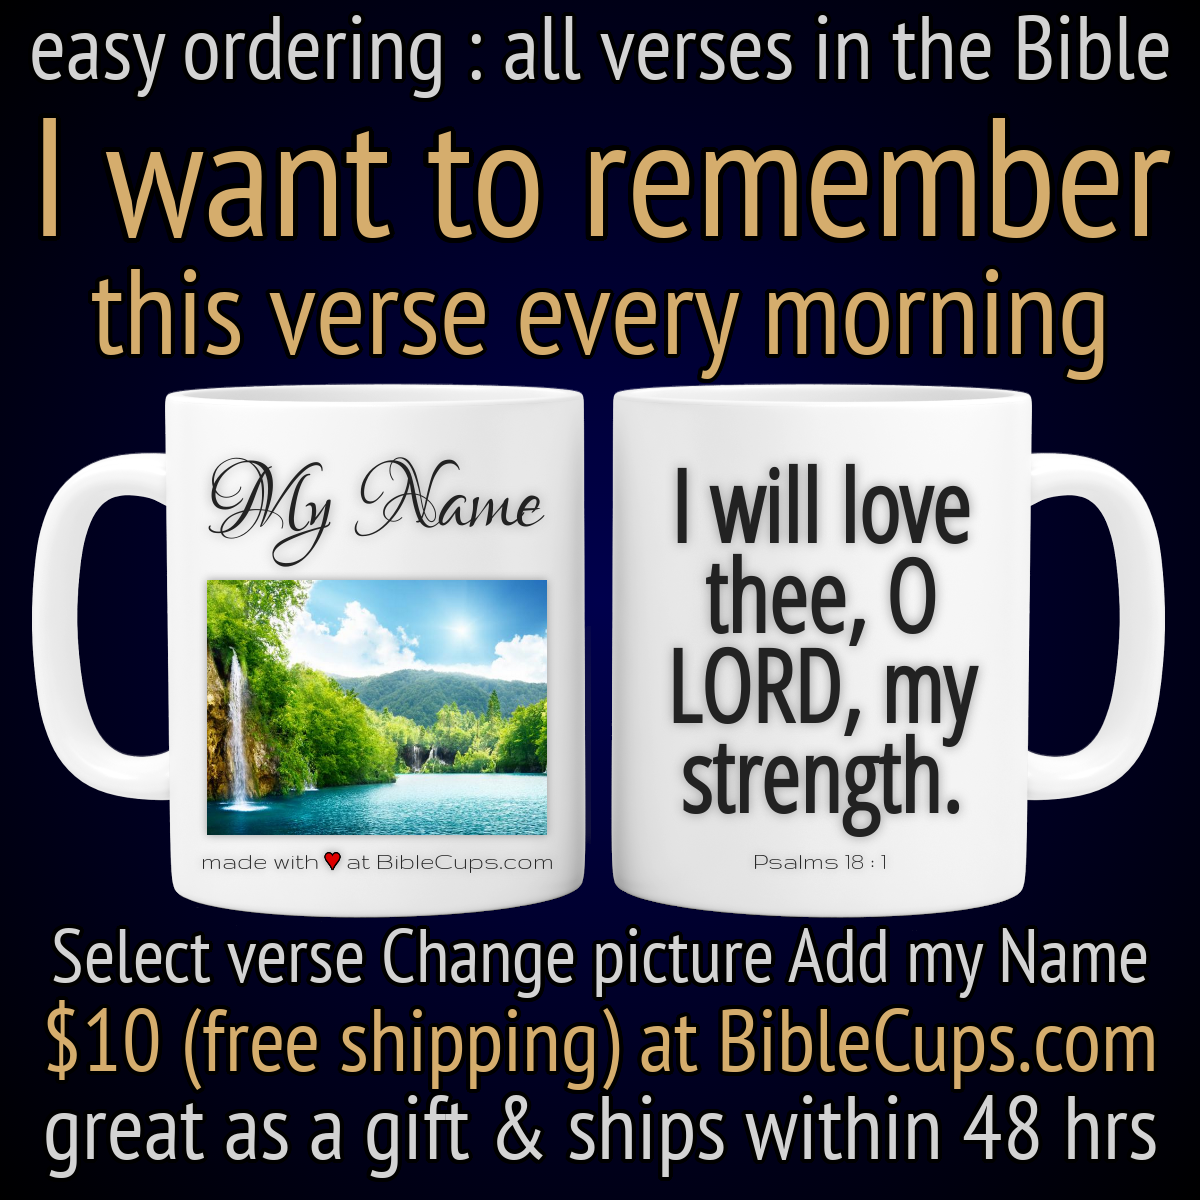 easy ordering : all verses in the Bible
I want to remember
this verse every morning
My Name
made with ♥ at BibleCups.com
I will love
thee, O
LORD, my
strength.
Psalms 18 : 1
Select verse Change picture Add my Name
$10 (free shipping) at BibleCups.com
great as a gift & ships within 48 hrs